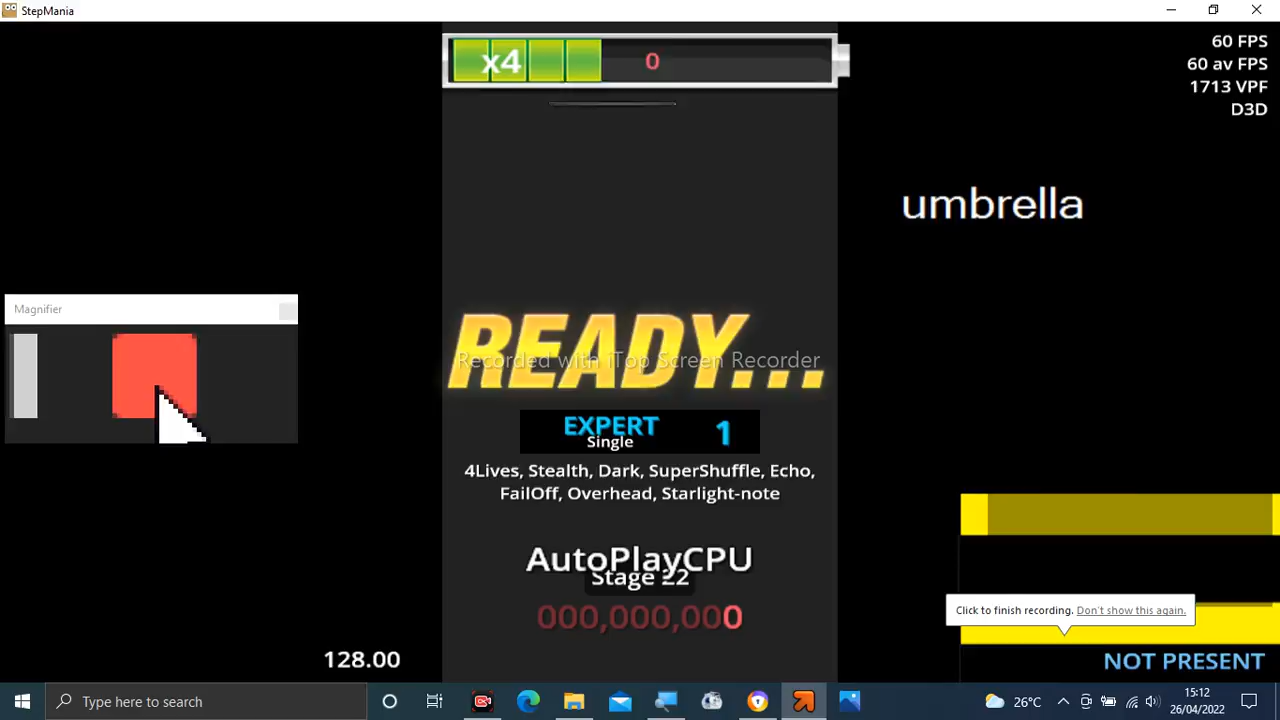 StepMania
x4
0
60 FPS
60 av FPS
1713 VPF
D3D
umbrella
Magnifier
READY...
Recorded with iTop Screen Recorder
EXPERT 1
Single
4Lives, Stealth, Dark, SuperShuffle, Echo,
FailOff, Overhead, Starlight-note
AutoPlayCPU
Stage 22
000,000,000
Click to finish recording. Don't show this again.
128.00
NOT PRESENT
Type here to search
26°C
15:12
26/04/2022